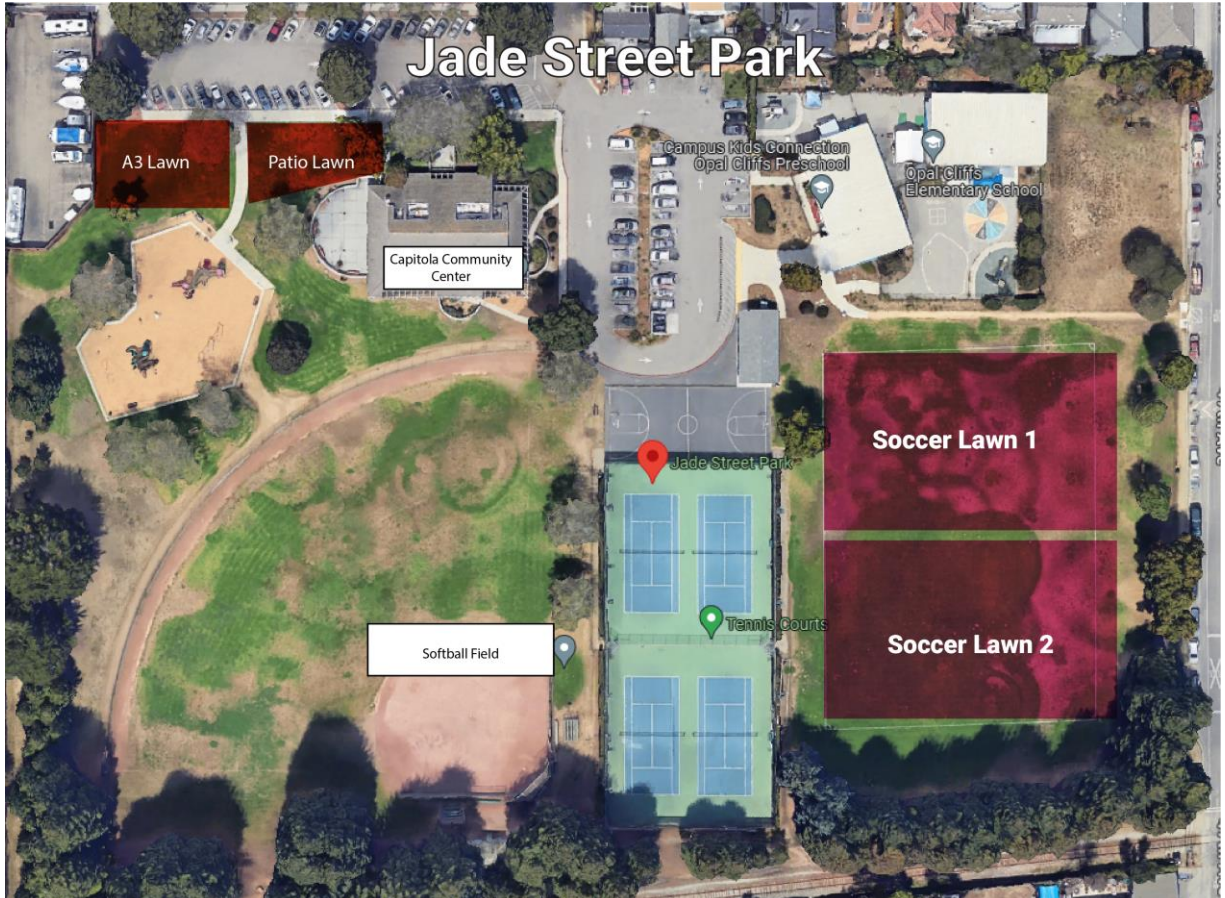 Jade Street Park
A3 Lawn
Patio Lawn
Campus Kids Connection
Opal Cliffs Preschool
Opal Cliffs
Elementary School
Capitola Community
Center
Soccer Lawn 1
Jade Street Park
Tennis Courts
Softball Field
Soccer Lawn 2